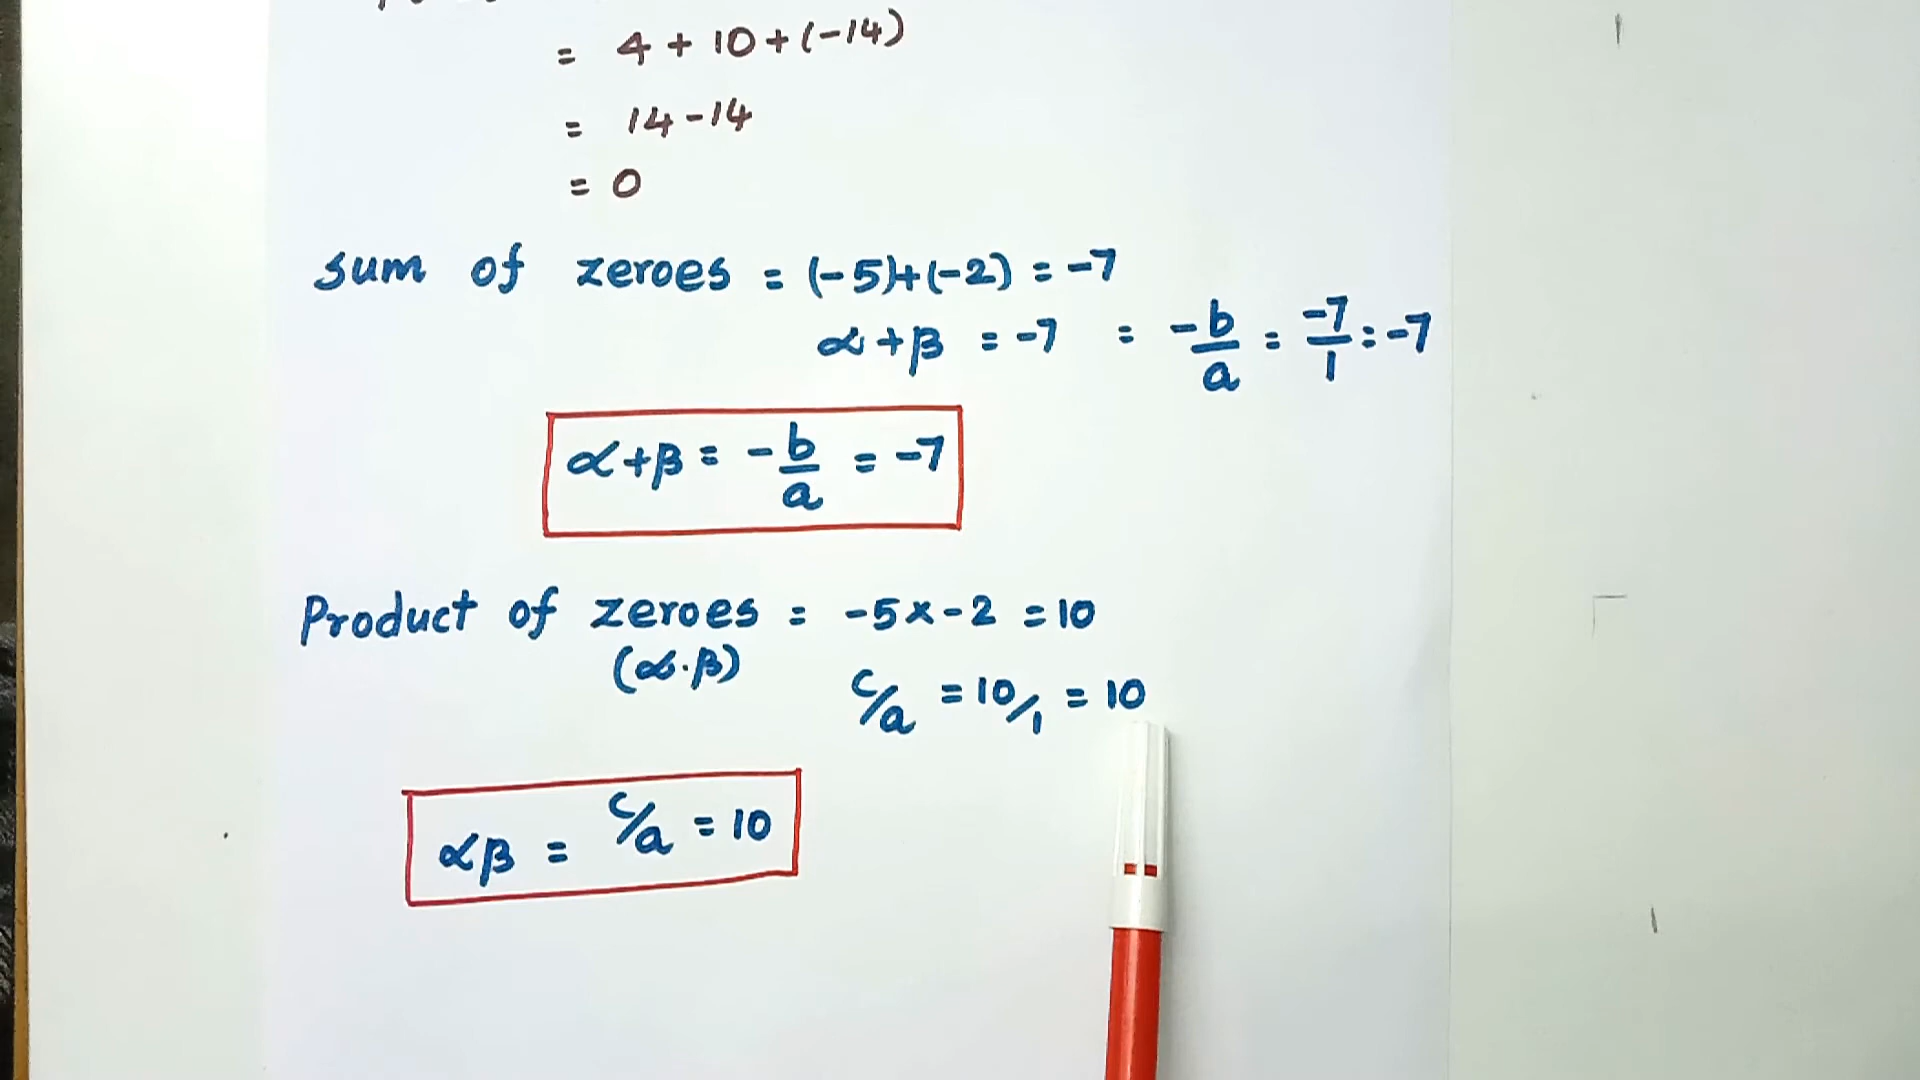 = 4 + 10 + (-14)
= 14 - 14
= 0
sum of zeroes = (-5)+(-2) = -7
α+β = -7 = -b/a = -7/1 = -7
α+β = -b/a = -7
Product of zeroes = -5 x -2 = 10
(α·β)
c/a = 10/1 = 10
αβ = c/a = 10